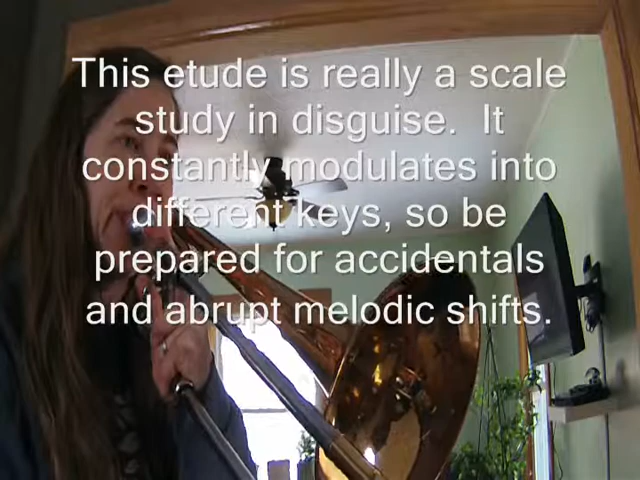 This etude is really a scale
study in disguise.  It
constantly modulates into
different keys, so be
prepared for accidentals
and abrupt melodic shifts.